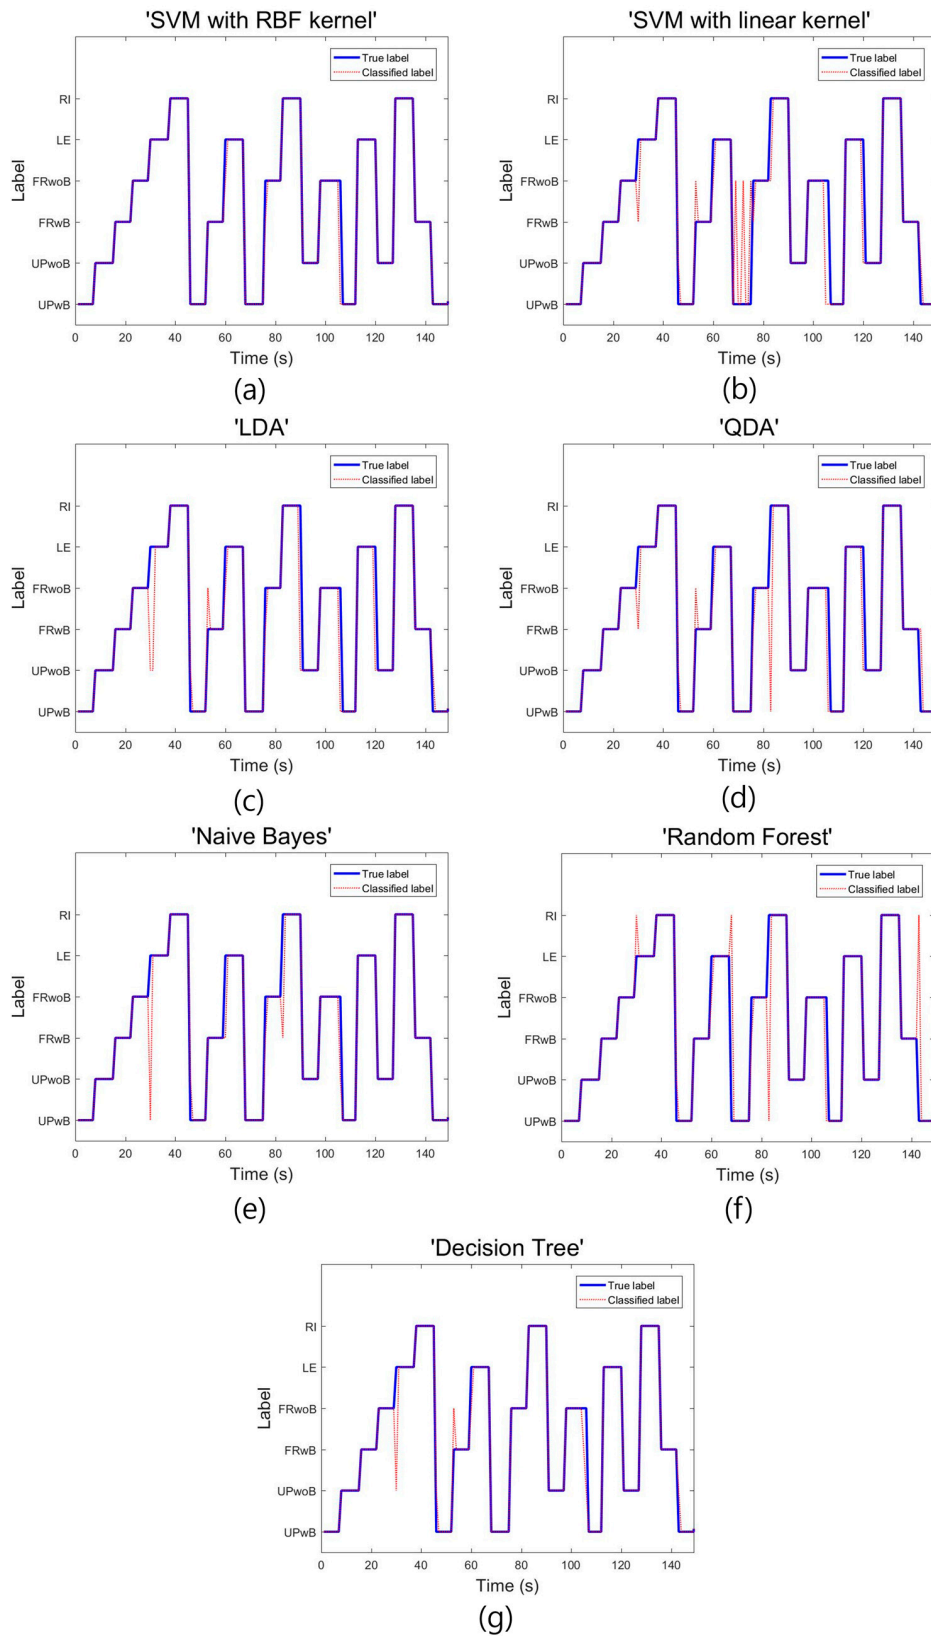 'SVM with RBF kernel'
True label
Classified label
RI
LE
FRwoB
FRwB
UPwoB
UPwB
Label
0 20 40 60 80 100 120 140
Time (s)
(a)
'SVM with linear kernel'
True label
Classified label
RI
LE
FRwoB
FRwB
UPwoB
UPwB
Label
0 20 40 60 80 100 120 140
Time (s)
(b)
'LDA'
True label
Classified label
RI
LE
FRwoB
FRwB
UPwoB
UPwB
Label
0 20 40 60 80 100 120 140
Time (s)
(c)
'QDA'
True label
Classified label
RI
LE
FRwoB
FRwB
UPwoB
UPwB
Label
0 20 40 60 80 100 120 140
Time (s)
(d)
'Naive Bayes'
True label
Classified label
RI
LE
FRwoB
FRwB
UPwoB
UPwB
Label
0 20 40 60 80 100 120 140
Time (s)
(e)
'Random Forest'
True label
Classified label
RI
LE
FRwoB
FRwB
UPwoB
UPwB
Label
0 20 40 60 80 100 120 140
Time (s)
(f)
'Decision Tree'
True label
Classified label
RI
LE
FRwoB
FRwB
UPwoB
UPwB
Label
0 20 40 60 80 100 120 140
Time (s)
(g)